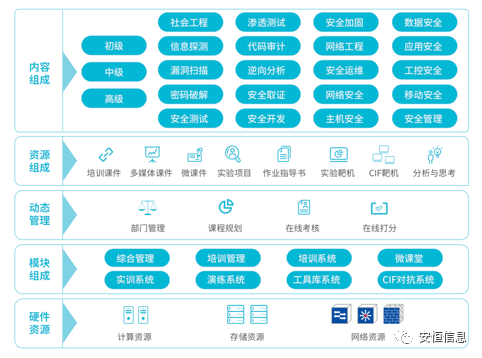 内容
组成
初级
中级
高级
社会工程
渗透测试
安全加固
数据安全
信息探测
代码审计
网络工程
应用安全
漏洞扫描
逆向分析
安全运维
工控安全
密码破解
安全取证
网络安全
移动安全
安全测试
安全开发
主机安全
安全管理
资源
组成
培训课件
多媒体课件
微课件
实验项目
作业指导书
实验靶机
CIF靶机
分析与思考
动态
管理
部门管理
课程规划
在线考核
在线打分
模块
组成
综合管理
培训管理
培训系统
微课堂
实训系统
演练系统
工具库系统
CIF对抗系统
硬件
资源
计算资源
存储资源
网络资源
安恒信息